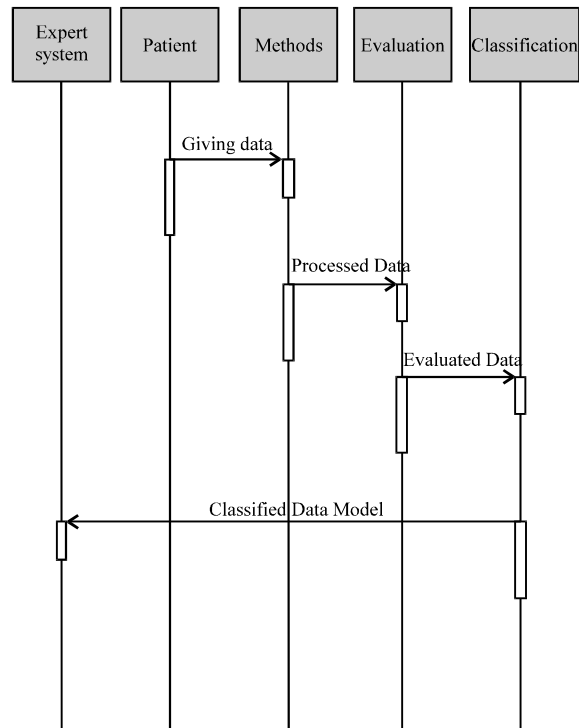 Expert
system
Patient
Methods
Evaluation
Classification
Giving data
Processed Data
Evaluated Data
Classified Data Model